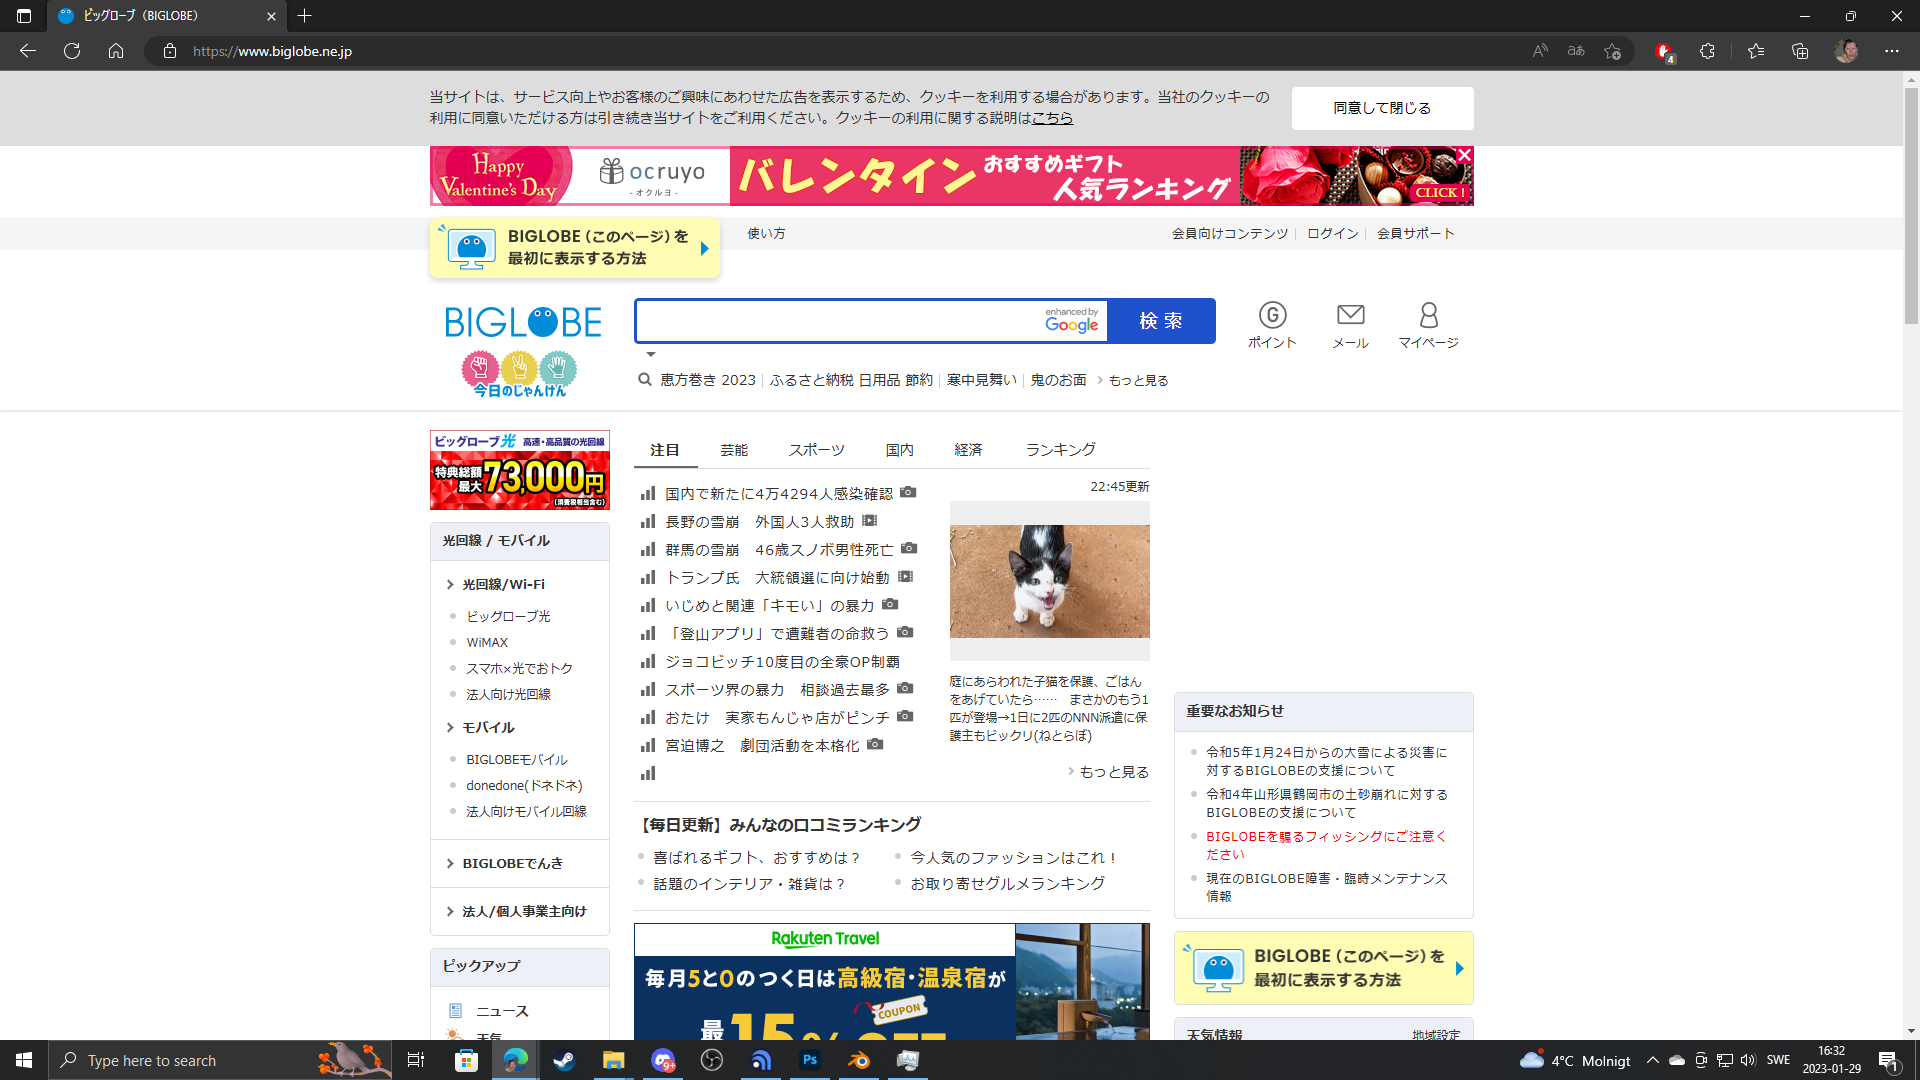 ビッグローブ（BIGLOBE）
https://www.biglobe.ne.jp
4
当サイトは、サービス向上やお客様のご興味にあわせた広告を表示するため、クッキーを利用する場合があります。当社のクッキーの
利用に同意いただける方は引き続き当サイトをご利用ください。クッキーの利用に関する説明はこちら
同意して閉じる
Happy
Valentine's Day
ocruyo
- オクルヨ -
バレンタイン
おすすめギフト
人気ランキング
CLICK !
BIGLOBE（このページ）を
最初に表示する方法
使い方
会員向けコンテンツ
ログイン
会員サポート
BIGLOBE
今日のじゃんけん
enhanced by
Google
検 索
ポイント
メール
マイページ
恵方巻き 2023
ふるさと納税 日用品 節約
寒中見舞い
鬼のお面
もっと見る
ビッグローブ光 高速・高品質の光回線
特典総額
最大
73,000円
(消費税相当含む)
光回線 / モバイル
光回線/Wi-Fi
ビッグローブ光
WiMAX
スマホ×光でおトク
法人向け光回線
モバイル
BIGLOBEモバイル
donedone(ドネドネ)
法人向けモバイル回線
BIGLOBEでんき
法人/個人事業主向け
ピックアップ
ニュース
天気
注目
芸能
スポーツ
国内
経済
ランキング
22:45更新
国内で新たに4万4294人感染確認
長野の雪崩　外国人3人救助
群馬の雪崩　46歳スノボ男性死亡
トランプ氏　大統領選に向け始動
いじめと関連「キモい」の暴力
「登山アプリ」で遭難者の命救う
ジョコビッチ10度目の全豪OP制覇
スポーツ界の暴力　相談過去最多
おたけ　実家もんじゃ店がピンチ
宮迫博之　劇団活動を本格化
庭にあらわれた子猫を保護、ごはん
をあげていたら……　まさかのもう1
匹が登場→1日に2匹のNNN派遣に保
護主もビックリ(ねとらぼ)
もっと見る
【毎日更新】みんなの口コミランキング
喜ばれるギフト、おすすめは？
今人気のファッションはこれ！
話題のインテリア・雑貨は？
お取り寄せグルメランキング
Rakuten Travel
毎月5と0のつく日は高級宿・温泉宿が
COUPON
最 15% OFF
重要なお知らせ
令和5年1月24日からの大雪による災害に
対するBIGLOBEの支援について
令和4年山形県鶴岡市の土砂崩れに対する
BIGLOBEの支援について
BIGLOBEを騙るフィッシングにご注意く
ださい
現在のBIGLOBE障害・臨時メンテナンス
情報
BIGLOBE（このページ）を
最初に表示する方法
天気情報
地域設定
Type here to search
9+
Ps
4°C Molnigt
SWE
16:32
2023-01-29
1